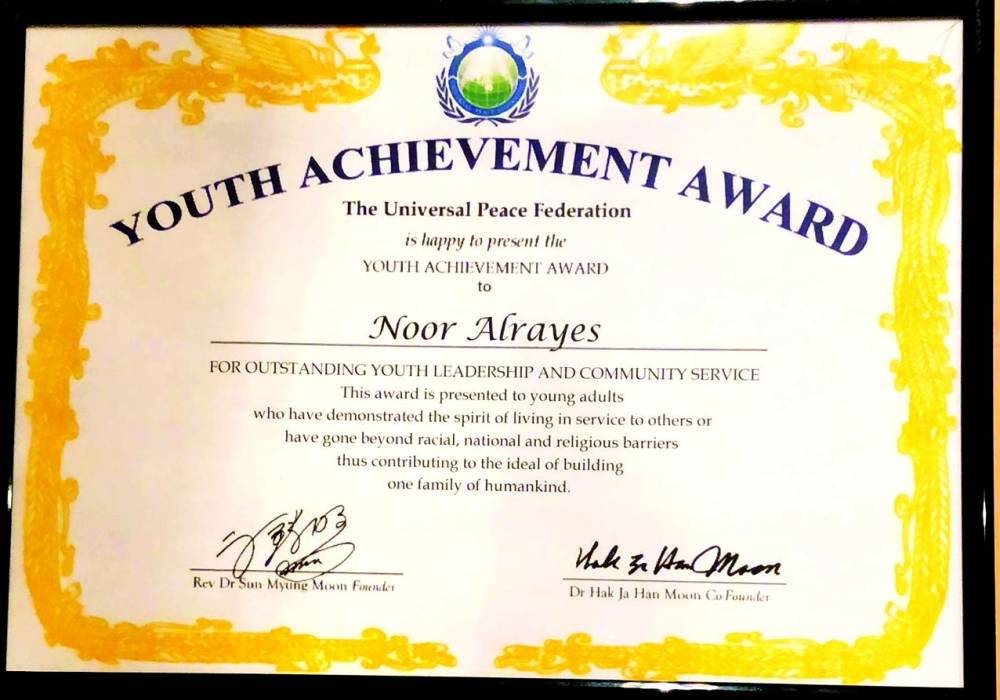 YOUTH ACHIEVEMENT AWARD
The Universal Peace Federation
is happy to present the
YOUTH ACHIEVEMENT AWARD
to
Noor Alrayes
FOR OUTSTANDING YOUTH LEADERSHIP AND COMMUNITY SERVICE
This award is presented to young adults
who have demonstrated the spirit of living in service to others or
have gone beyond racial, national and religious barriers
thus contributing to the ideal of building
one family of humankind.
Hak Ja Han Moon
Rev Dr Sun Myung Moon Founder
Dr Hak Ja Han Moon Co-Founder